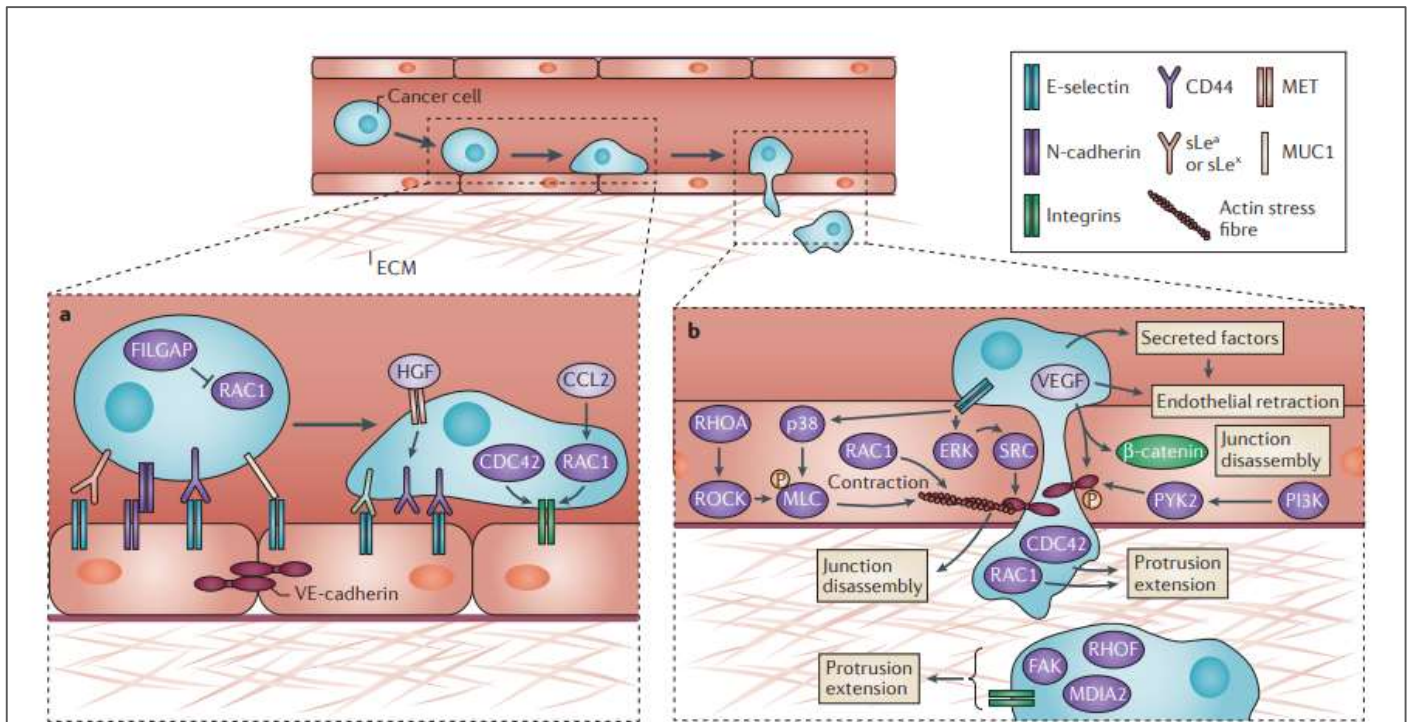 Cancer cell
ECM
E-selectin
CD44
MET
N-cadherin
sLeᵃ
or sLeˣ
MUC1
Integrins
Actin stress
fibre
a
FILGAP
RAC1
HGF
CCL2
CDC42
RAC1
VE-cadherin
b
Secreted factors
VEGF
Endothelial retraction
RHOA
p38
RAC1
ERK
SRC
β-catenin
Junction
disassembly
ROCK
P
MLC
Contraction
P
PYK2
PI3K
CDC42
RAC1
Junction
disassembly
Protrusion
extension
Protrusion
extension
FAK
RHOF
MDIA2